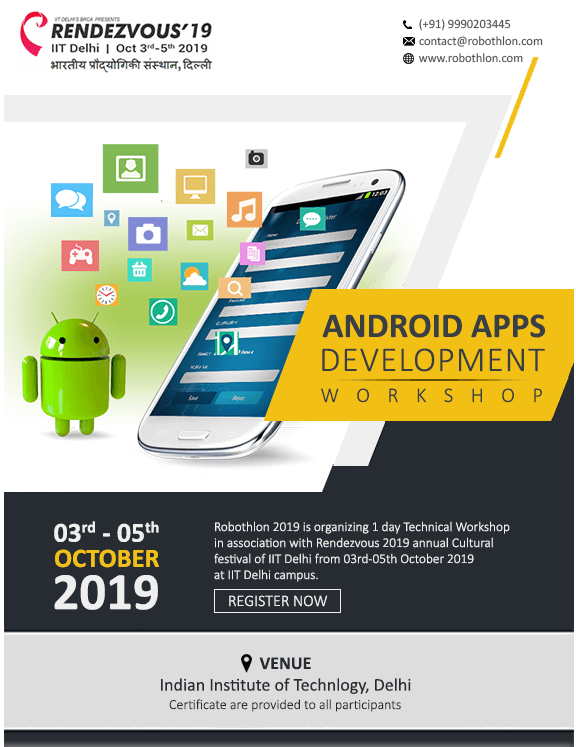 IIT DELHI'S BRCA PRESENTS
RENDEZVOUS'19
IIT Delhi | Oct 3rd-5th 2019
भारतीय प्रौद्योगिकी संस्थान, दिल्ली
(+91) 9990203445
contact@robothlon.com
www.robothlon.com
12:03
ANDROID APPS
DEVELOPMENT
WORKSHOP
03rd - 05th
OCTOBER
2019
Robothlon 2019 is organizing 1 day Technical Workshop
in association with Rendezvous 2019 annual Cultural
festival of IIT Delhi from 03rd-05th October 2019
at IIT Delhi campus.
REGISTER NOW
VENUE
Indian Institute of Technlogy, Delhi
Certificate are provided to all participants